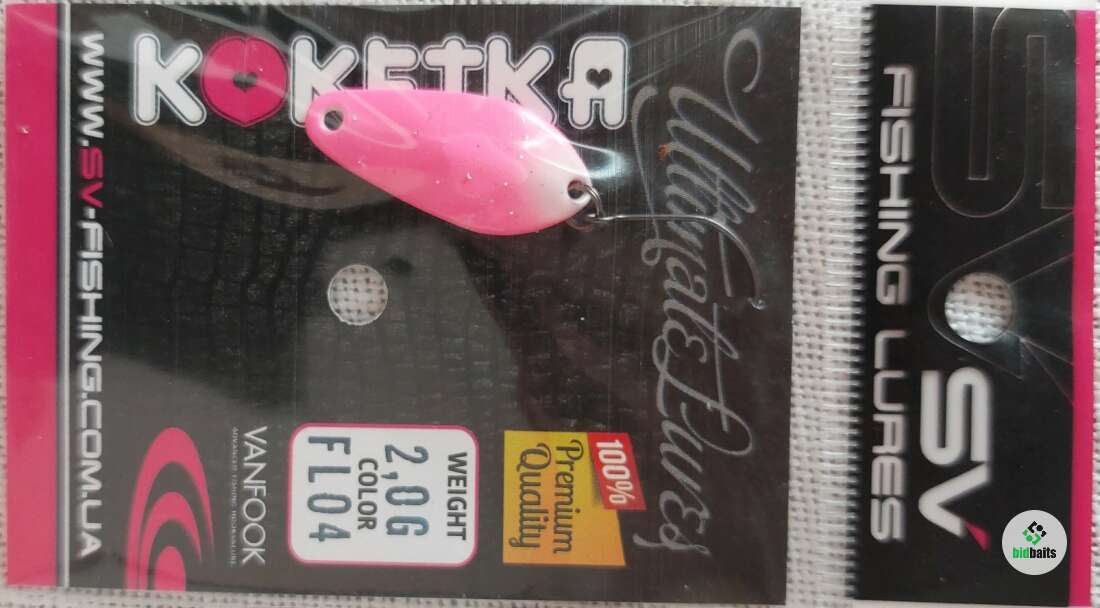 SV
FISHING LURES
Ultimate Lures
100%
Premium
Quality
KOKETKA
WEIGHT
2,0G
COLOR
FL04
VANFOOK
WWW.SV-FISHING.COM.UA
bidbaits